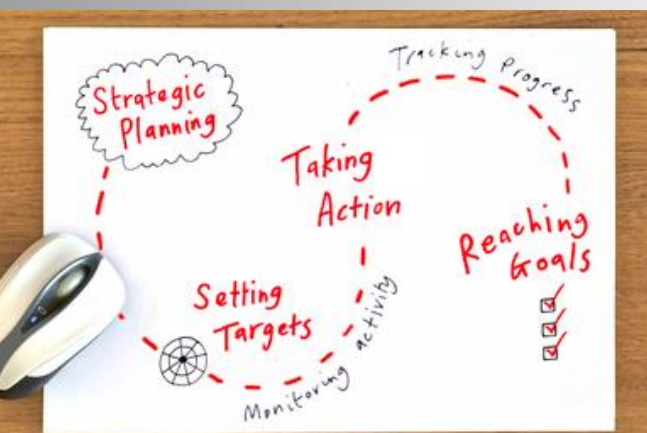 Strategic
Planning
Setting
Targets
Monitoring activity
Taking
Action
Tracking Progress
Reaching
Goals